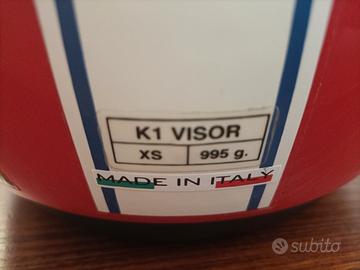 K1 VISOR
XS 995 g.
MADE IN ITALY
subito